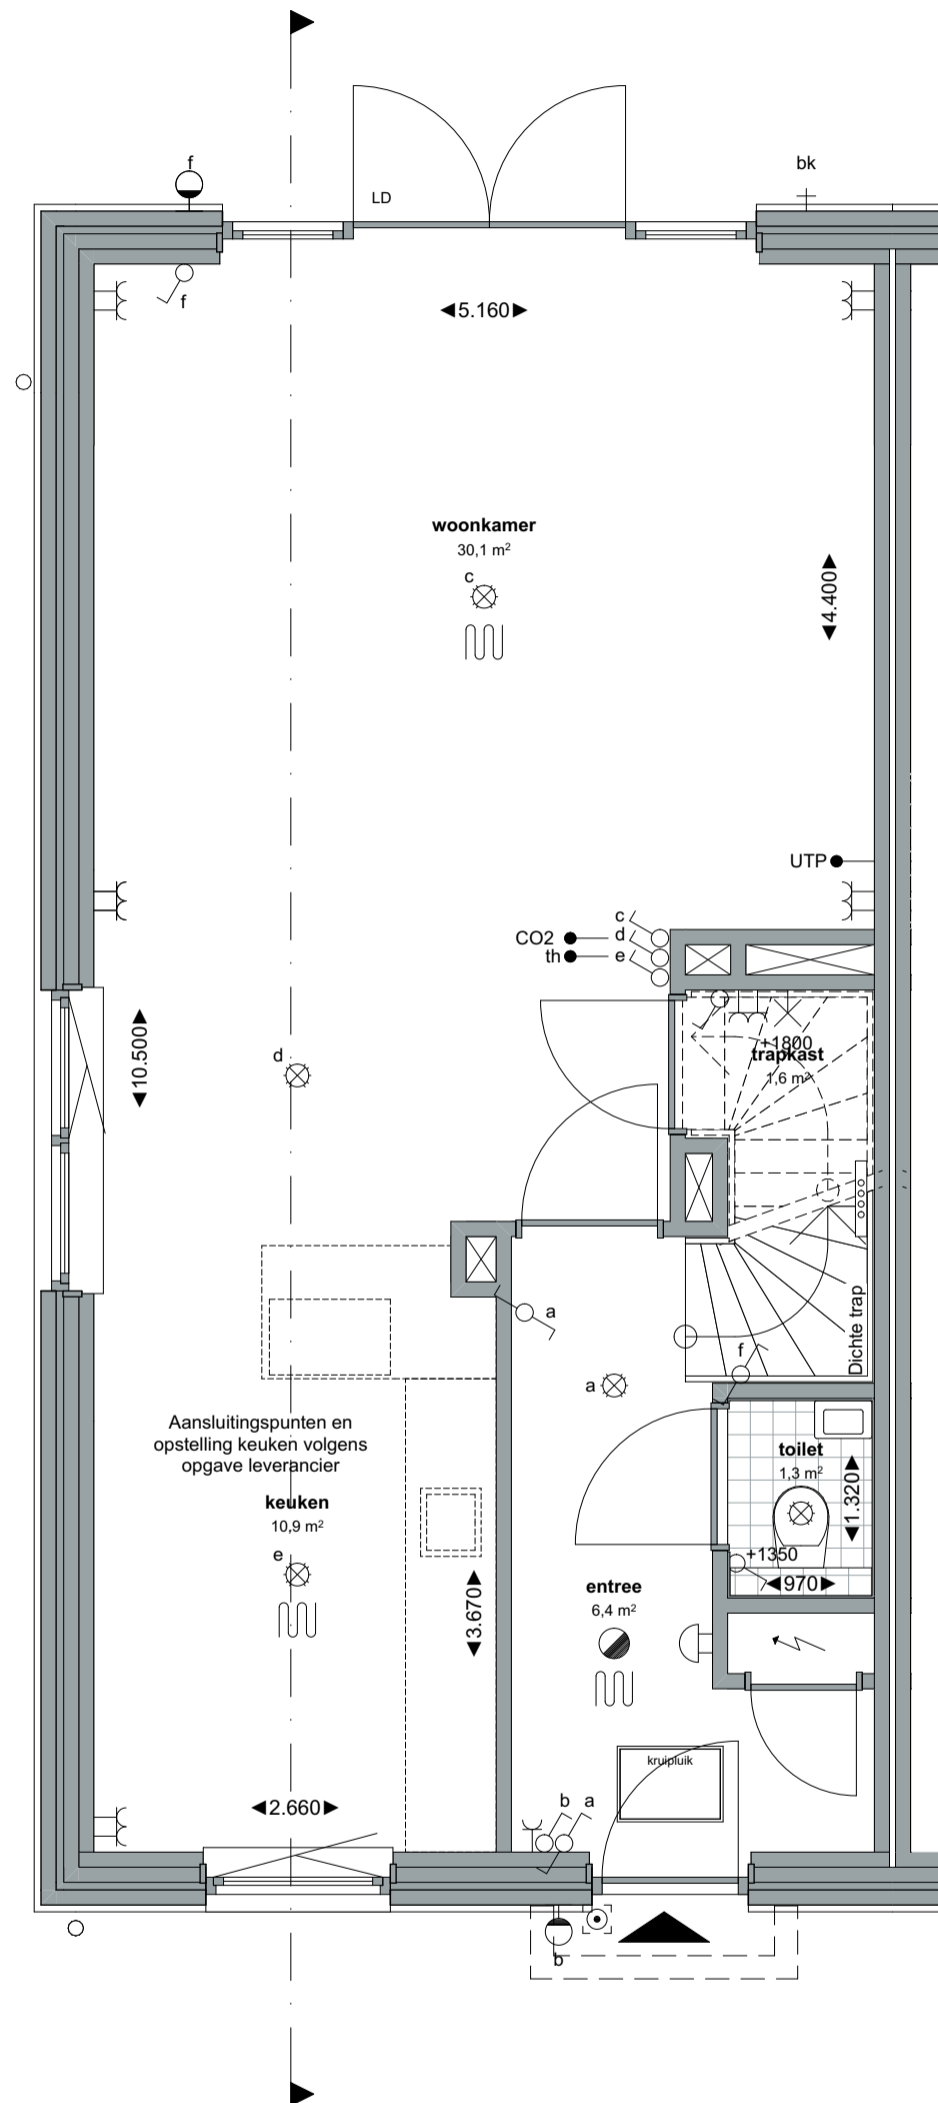 f
bk
LD
f
◄5.160►
woonkamer
30,1 m²
c
◄4.400►
UTP
c
CO2
d
th
e
◄10.500►
+1800
trapkast
1,6 m²
d
Dichte trap
a
f
a
Aansluitingspunten en
opstelling keuken volgens
opgave leverancier
keuken
10,9 m²
e
toilet
1,3 m²
◄1.320►
+1350
◄970►
◄3.670►
entree
6,4 m²
kruipluik
◄2.660►
b a
b